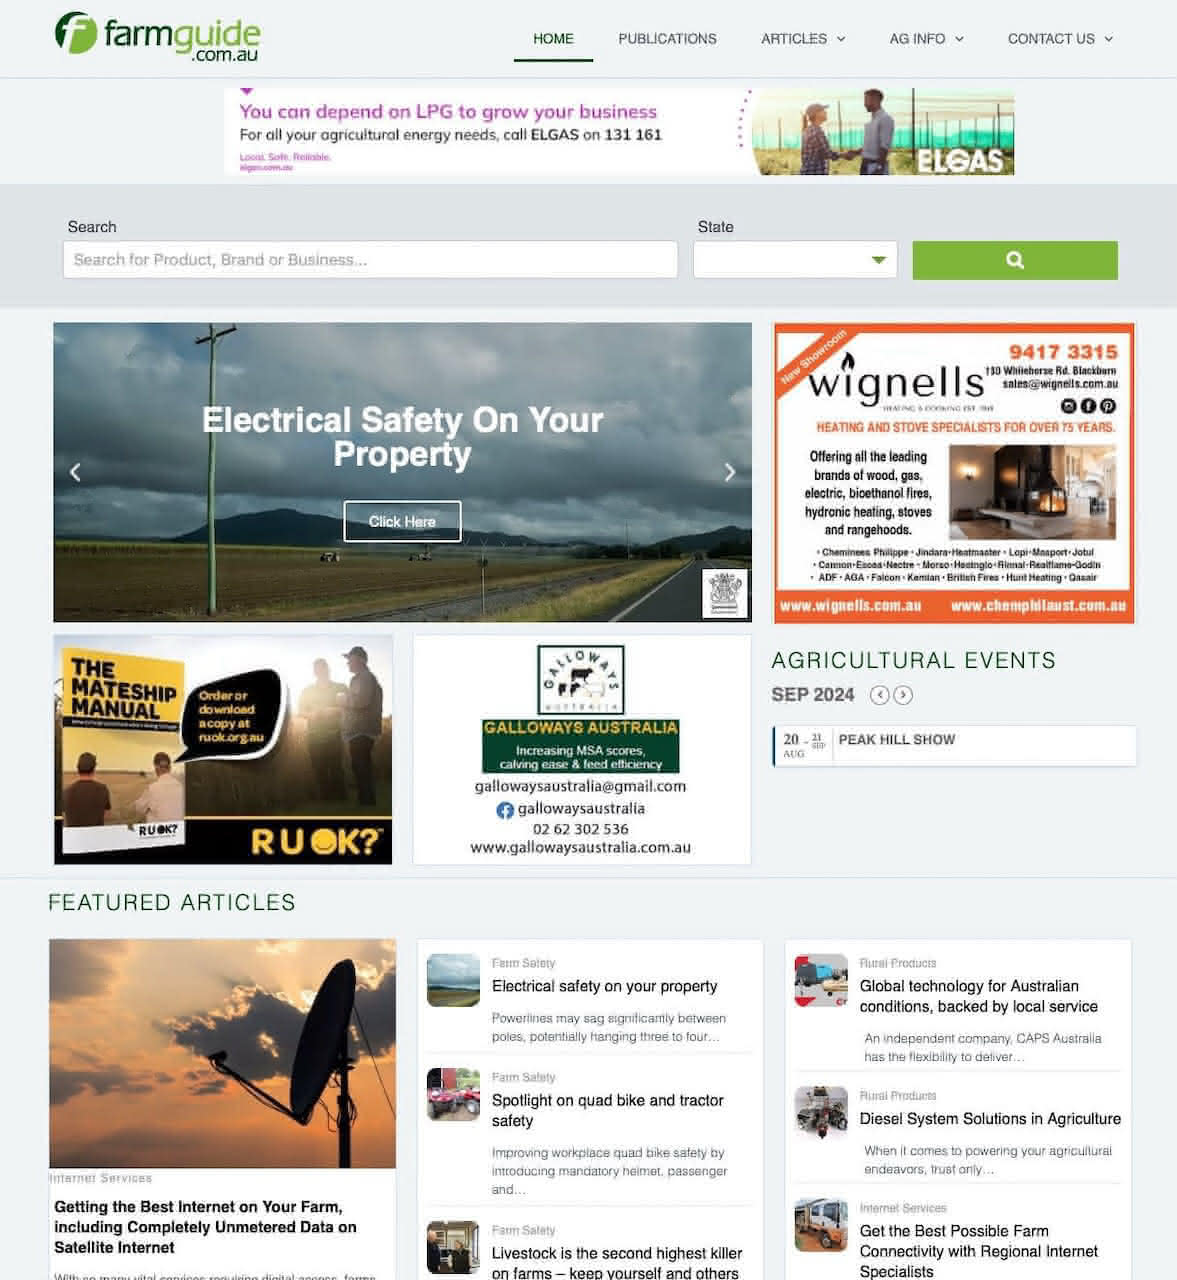 farmguide
.com.au
HOME
PUBLICATIONS
ARTICLES
AG INFO
CONTACT US
You can depend on LPG to grow your business
For all your agricultural energy needs, call ELGAS on 131 161
Local. Safe. Reliable.
elgas.com.au
ELGAS
Search
State
Search for Product, Brand or Business...
Electrical Safety On Your
Property
Click Here
New Showroom
wignells
HEATING & COOKING EST.
9417 3315
130 Whitehorse Rd. Blackburn
sales@wignells.com.au
HEATING AND STOVE SPECIALISTS FOR OVER 75 YEARS.
Offering all the leading
brands of wood, gas,
electric, bioethanol fires,
hydronic heating, stoves
and rangehoods.
• Cheminees Philippe • Jindara • Heatmaster • Lopi • Masport • Jotul
• Cannon • Escea • Nectre • Morso • Heatnglo • Rinnai • Realflame • Godin
• ADF • AGA • Falcon • Kemlan • British Fires • Hunt Heating • Qasair
www.wignells.com.au
www.chemphilaust.com.au
THE
MATESHIP
MANUAL
Order or
download
a copy at
ruok.org.au
R U OK?
R U OK?
GALLOWAYS
AUSTRALIA
GALLOWAYS AUSTRALIA
Increasing MSA scores,
calving ease & feed efficiency
gallowaysaustralia@gmail.com
gallowaysaustralia
02 62 302 536
www.gallowaysaustralia.com.au
AGRICULTURAL EVENTS
SEP 2024
20 - 21
AUG SEP
PEAK HILL SHOW
FEATURED ARTICLES
Internet Services
Getting the Best Internet on Your Farm,
including Completely Unmetered Data on
Satellite Internet
With so many vital services requiring digital access, farms
Farm Safety
Electrical safety on your property
Powerlines may sag significantly between
poles, potentially hanging three to four...
Farm Safety
Spotlight on quad bike and tractor
safety
Improving workplace quad bike safety by
introducing mandatory helmet, passenger
and...
Farm Safety
Livestock is the second highest killer
on farms – keep yourself and others
Rural Products
Global technology for Australian
conditions, backed by local service
An independent company, CAPS Australia
has the flexibility to deliver...
Rural Products
Diesel System Solutions in Agriculture
When it comes to powering your agricultural
endeavors, trust only...
Internet Services
Get the Best Possible Farm
Connectivity with Regional Internet
Specialists